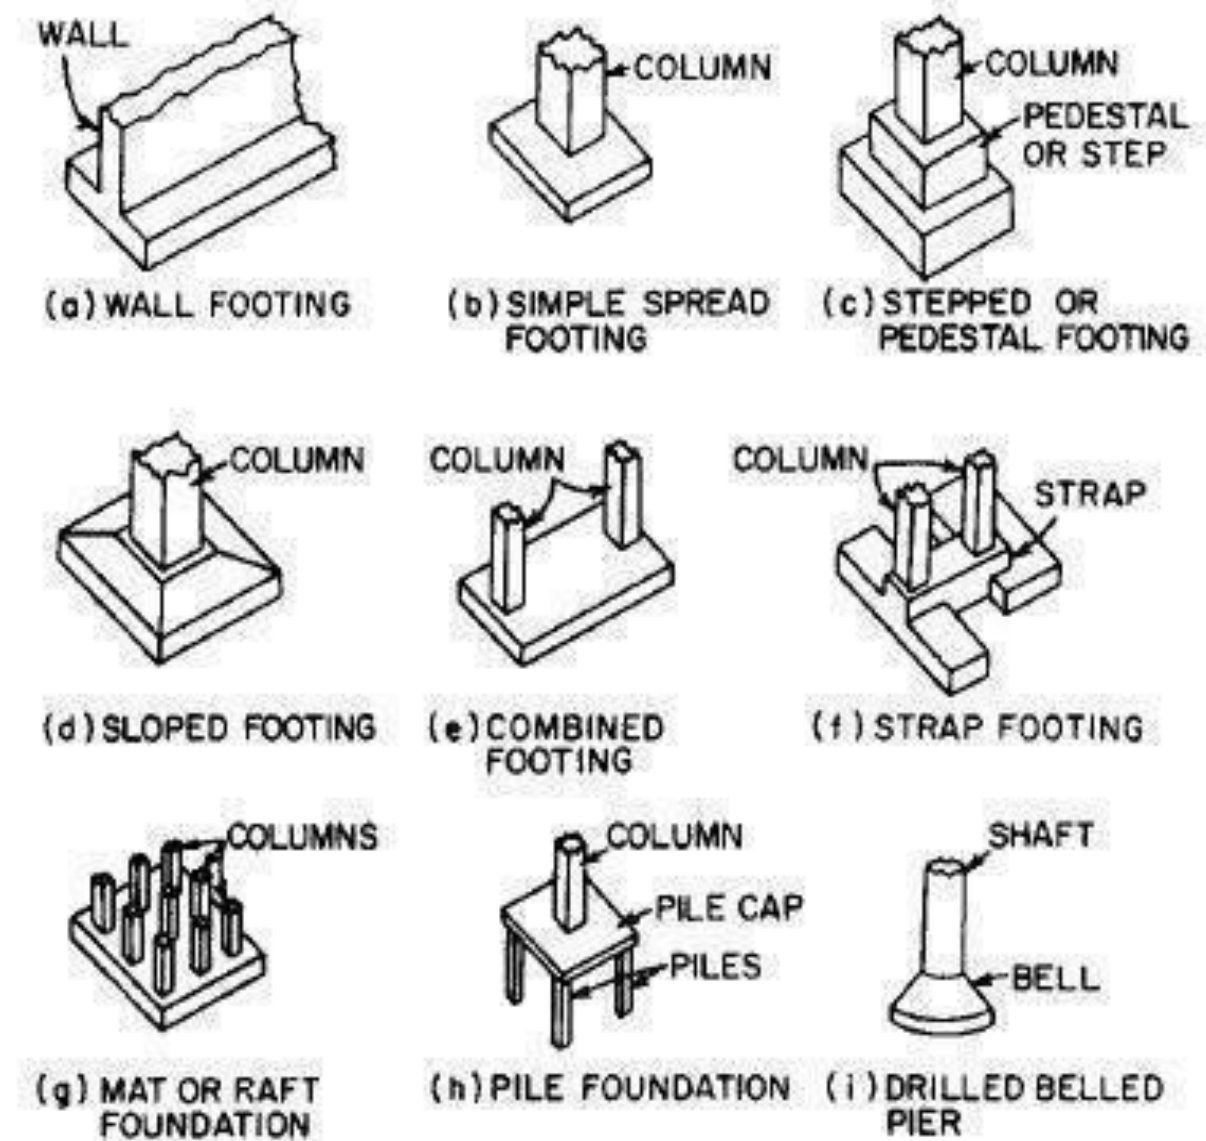 WALL
COLUMN
COLUMN
PEDESTAL
OR STEP
(a) WALL FOOTING
(b) SIMPLE SPREAD
FOOTING
(c) STEPPED OR
PEDESTAL FOOTING
COLUMN
COLUMN
COLUMN
STRAP
(d) SLOPED FOOTING
(e) COMBINED
FOOTING
(f) STRAP FOOTING
COLUMNS
COLUMN
PILE CAP
PILES
SHAFT
BELL
(g) MAT OR RAFT
FOUNDATION
(h) PILE FOUNDATION
(i) DRILLED BELLED
PIER